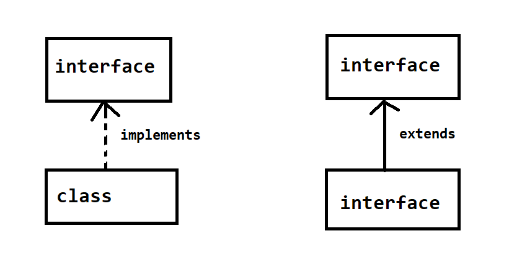 interface
implements
class
interface
extends
interface